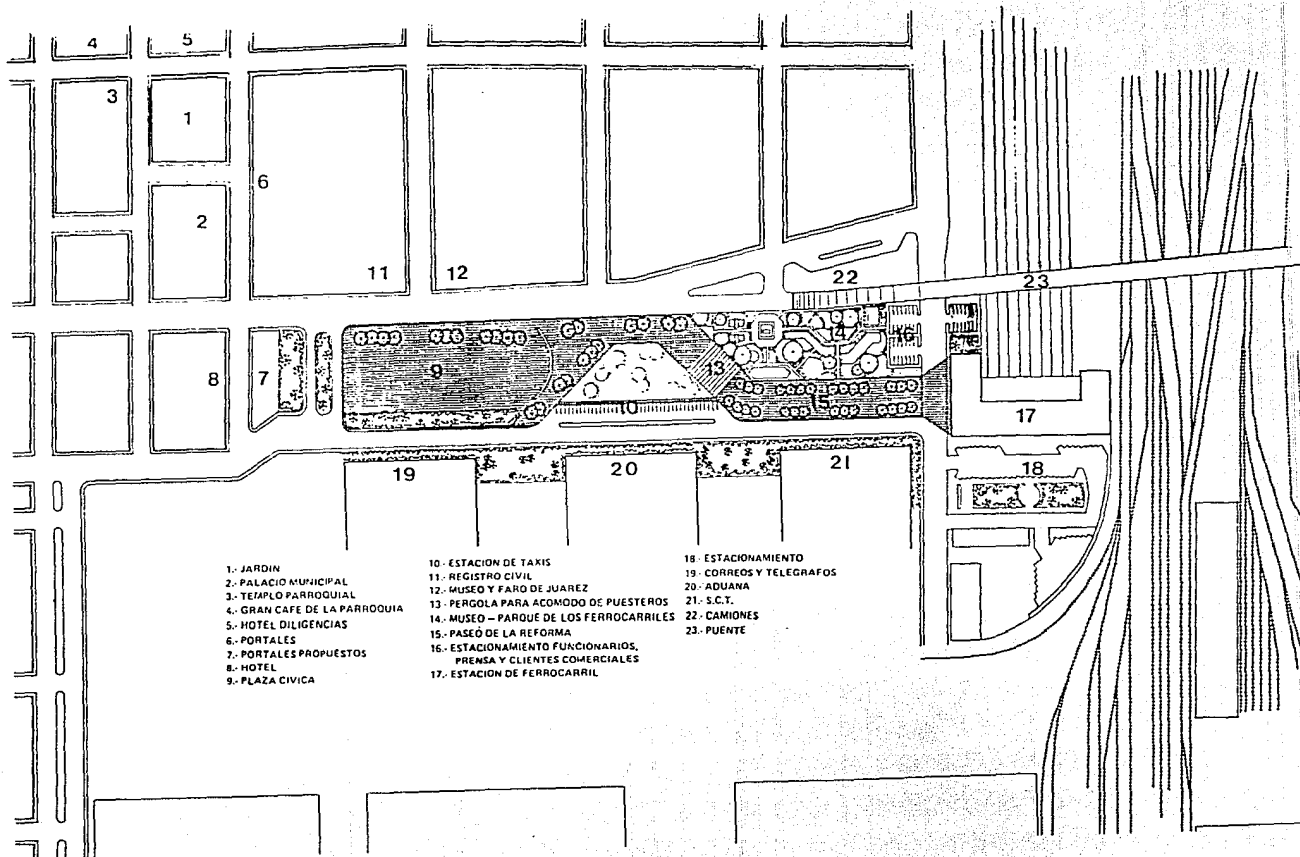 4 5
3
1
6
2
11 12
22
23
14
16
8 7 9
13
10 15
17
19 20 21
18
1.- JARDIN
2.- PALACIO MUNICIPAL
3.- TEMPLO PARROQUIAL
4.- GRAN CAFE DE LA PARROQUIA
5.- HOTEL DILIGENCIAS
6.- PORTALES
7.- PORTALES PROPUESTOS
8.- HOTEL
9.- PLAZA CIVICA
10.- ESTACION DE TAXIS
11.- REGISTRO CIVIL
12.- MUSEO Y FARO DE JUAREZ
13.- PERGOLA PARA ACOMODO DE PUESTEROS
14.- MUSEO – PARQUE DE LOS FERROCARRILES
15.- PASEO DE LA REFORMA
16.- ESTACIONAMIENTO FUNCIONARIOS,
PRENSA Y CLIENTES COMERCIALES
17.- ESTACION DE FERROCARRIL
18.- ESTACIONAMIENTO
19.- CORREOS Y TELEGRAFOS
20.- ADUANA
21.- S.C.T.
22.- CAMIONES
23.- PUENTE